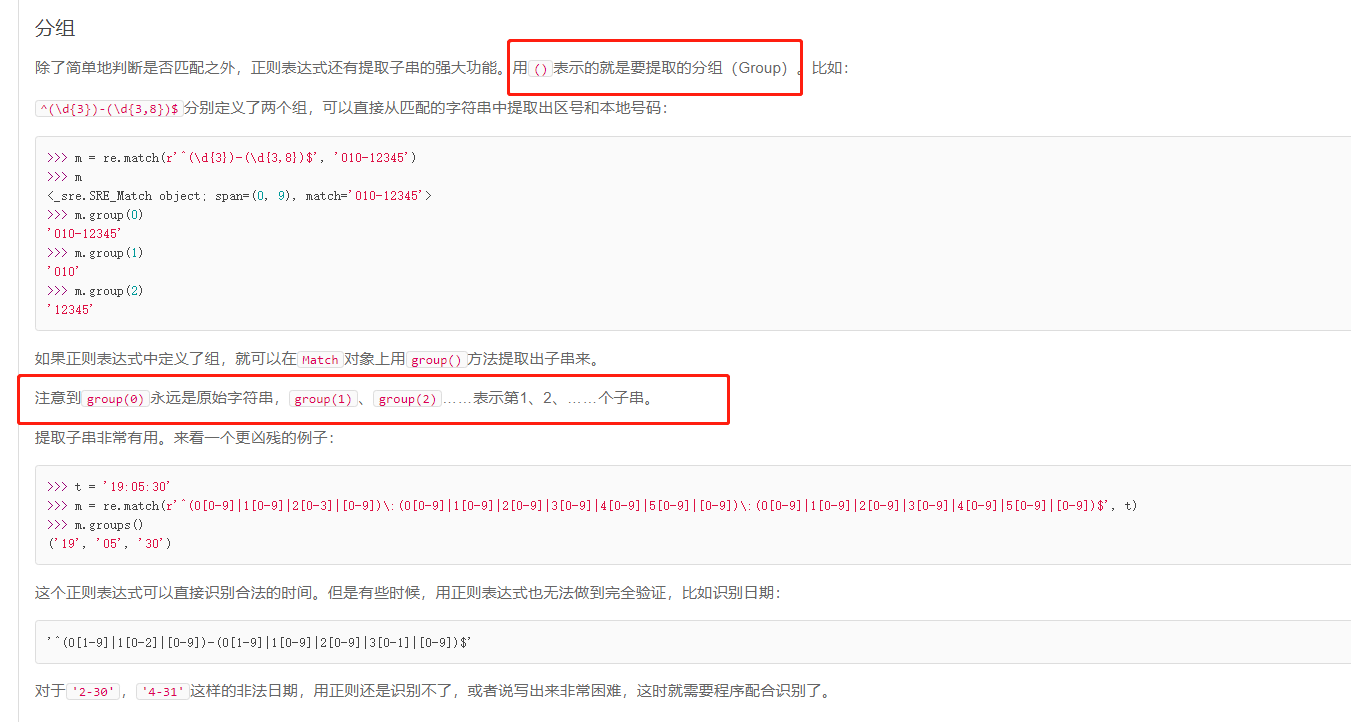 分组
除了简单地判断是否匹配之外，正则表达式还有提取子串的强大功能。用()表示的就是要提取的分组（Group）。比如：
^(\d{3})-(\d{3,8})$分别定义了两个组，可以直接从匹配的字符串中提取出区号和本地号码：
>>> m = re.match(r'^(\d{3})-(\d{3,8})$', '010-12345')
>>> m
<_sre.SRE_Match object; span=(0, 9), match='010-12345'>
>>> m.group(0)
'010-12345'
>>> m.group(1)
'010'
>>> m.group(2)
'12345'
如果正则表达式中定义了组，就可以在Match对象上用group()方法提取出子串来。
注意到group(0)永远是原始字符串，group(1)、group(2)……表示第1、2、……个子串。
提取子串非常有用。来看一个更凶残的例子：
>>> t = '19:05:30'
>>> m = re.match(r'^(0[0-9]|1[0-9]|2[0-3]|[0-9])\:(0[0-9]|1[0-9]|2[0-9]|3[0-9]|4[0-9]|5[0-9]|[0-9])\:(0[0-9]|1[0-9]|2[0-9]|3[0-9]|4[0-9]|5[0-9]|[0-9])$', t)
>>> m.groups()
('19', '05', '30')
这个正则表达式可以直接识别合法的时间。但是有些时候，用正则表达式也无法做到完全验证，比如识别日期：
'^(0[1-9]|1[0-2]|[0-9])-(0[1-9]|1[0-9]|2[0-9]|3[0-1]|[0-9])$'
对于'2-30'，'4-31'这样的非法日期，用正则还是识别不了，或者说写出来非常困难，这时就需要程序配合识别了。